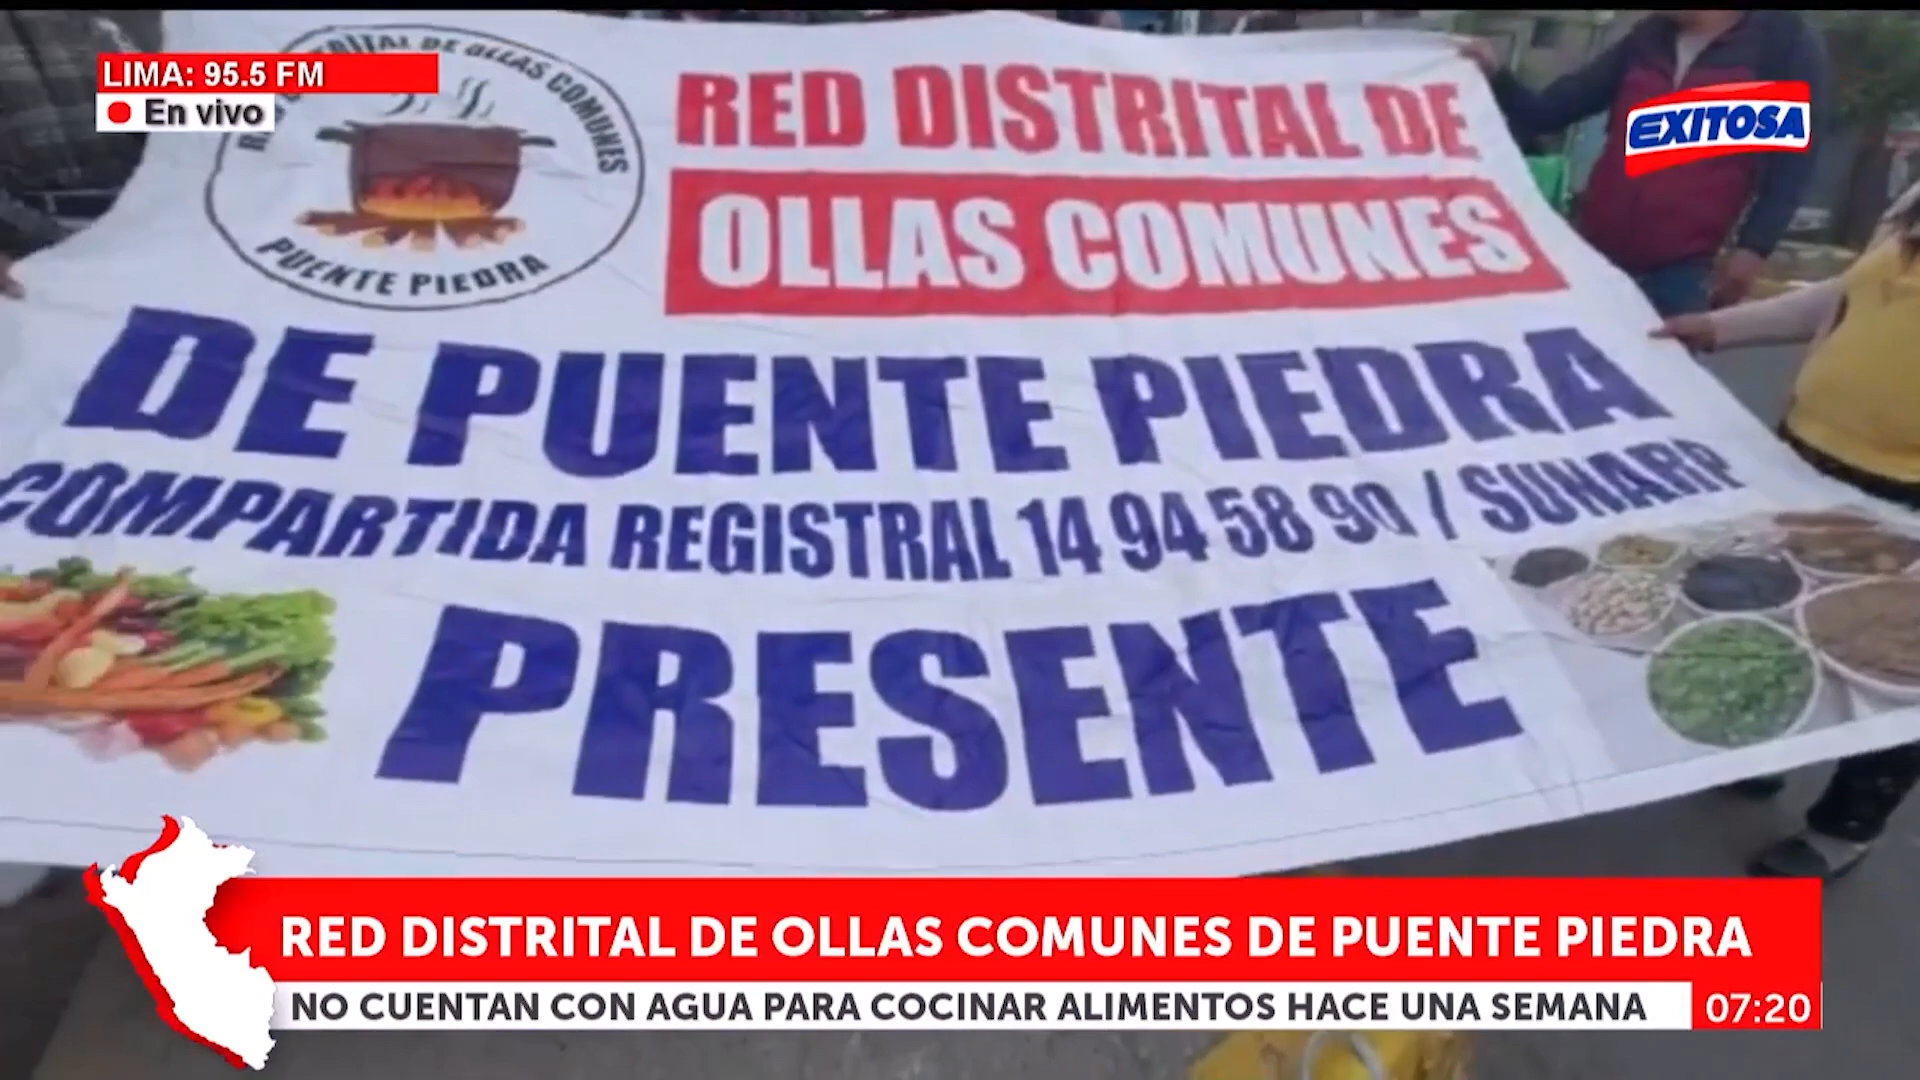 LIMA: 95.5 FM
En vivo
EXITOSA
DISTRITAL DE OLLAS COMUNES
PUENTE PIEDRA
RED DISTRITAL DE
OLLAS COMUNES
DE PUENTE PIEDRA
COMPARTIDA REGISTRAL 14 94 58 90 / SUNARP
PRESENTE
RED DISTRITAL DE OLLAS COMUNES DE PUENTE PIEDRA
NO CUENTAN CON AGUA PARA COCINAR ALIMENTOS HACE UNA SEMANA
07:20